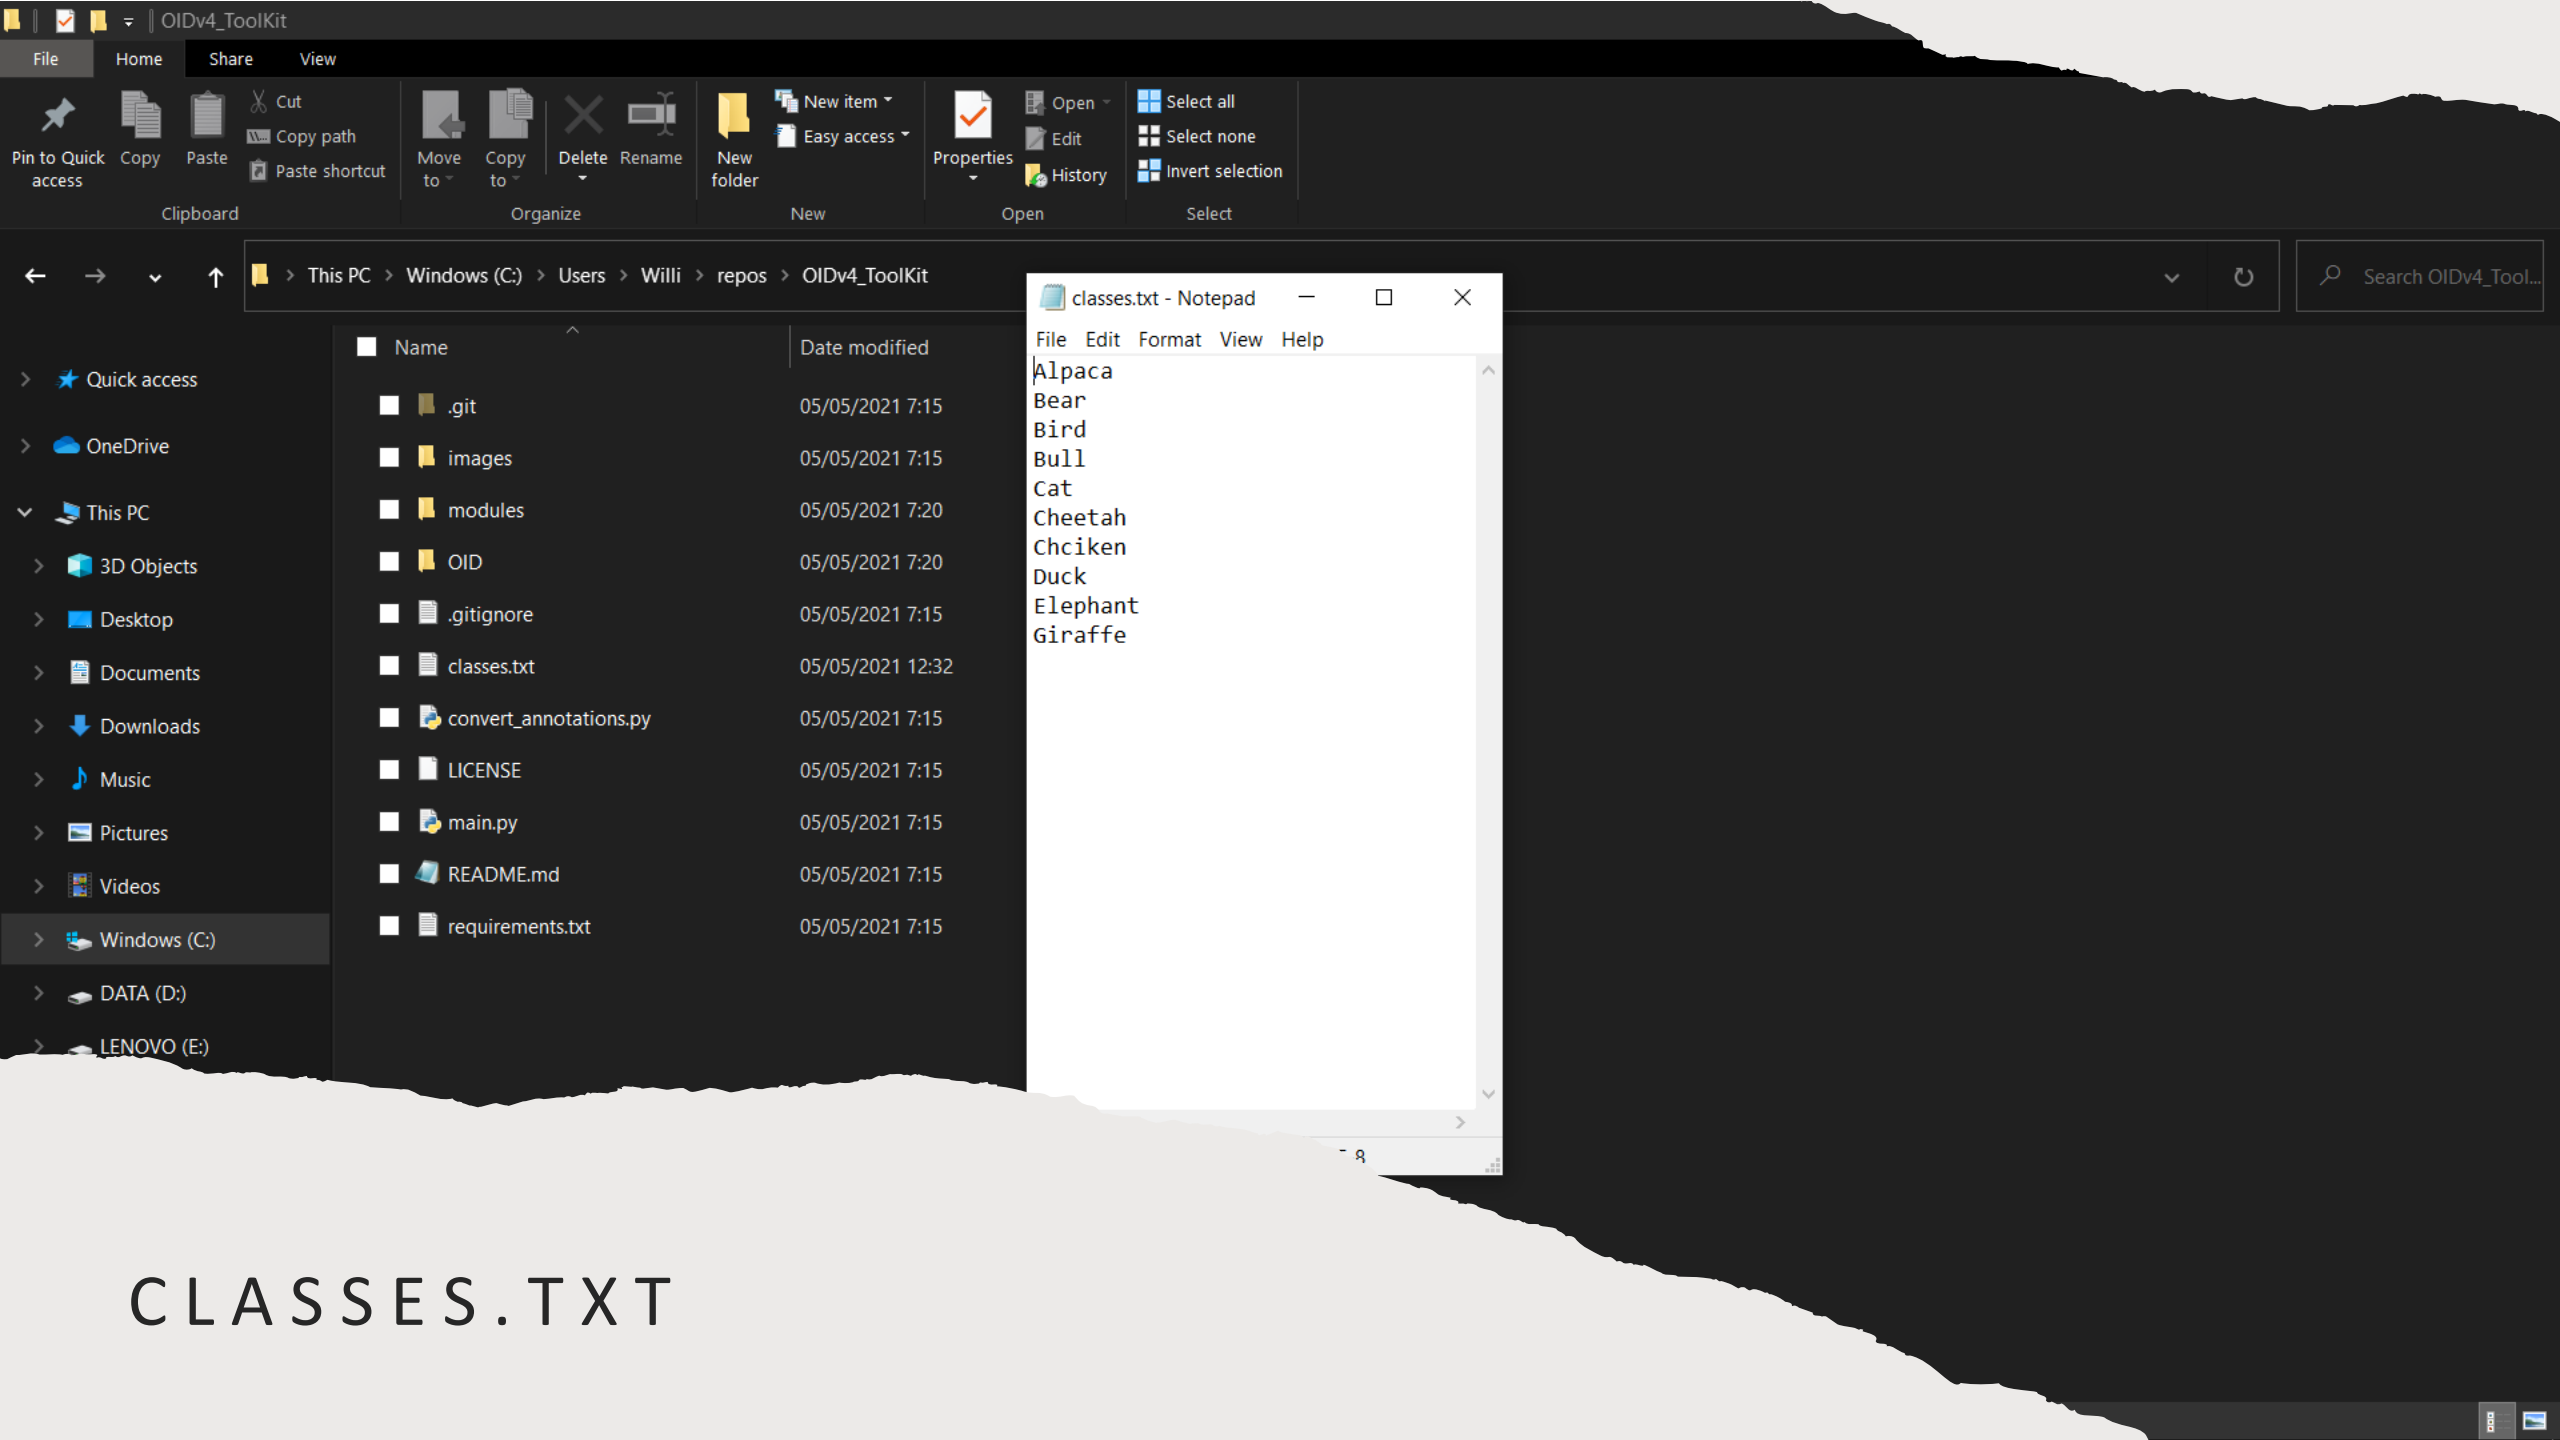 OIDv4_ToolKit
File Home Share View
Pin to Quick access
Copy
Paste
Cut
Copy path
Paste shortcut
Clipboard
Move to
Copy to
Delete
Rename
Organize
New folder
New item
Easy access
New
Properties
Open
Edit
History
Open
Select all
Select none
Invert selection
Select
This PC > Windows (C:) > Users > Willi > repos > OIDv4_ToolKit
Search OIDv4_Tool...
Quick access
OneDrive
This PC
3D Objects
Desktop
Documents
Downloads
Music
Pictures
Videos
Windows (C:)
DATA (D:)
LENOVO (E:)
Name Date modified
.git 05/05/2021 7:15
images 05/05/2021 7:15
modules 05/05/2021 7:20
OID 05/05/2021 7:20
.gitignore 05/05/2021 7:15
classes.txt 05/05/2021 12:32
convert_annotations.py 05/05/2021 7:15
LICENSE 05/05/2021 7:15
main.py 05/05/2021 7:15
README.md 05/05/2021 7:15
requirements.txt 05/05/2021 7:15
classes.txt - Notepad
File Edit Format View Help
Alpaca
Bear
Bird
Bull
Cat
Cheetah
Chciken
Duck
Elephant
Giraffe
CLASSES.TXT